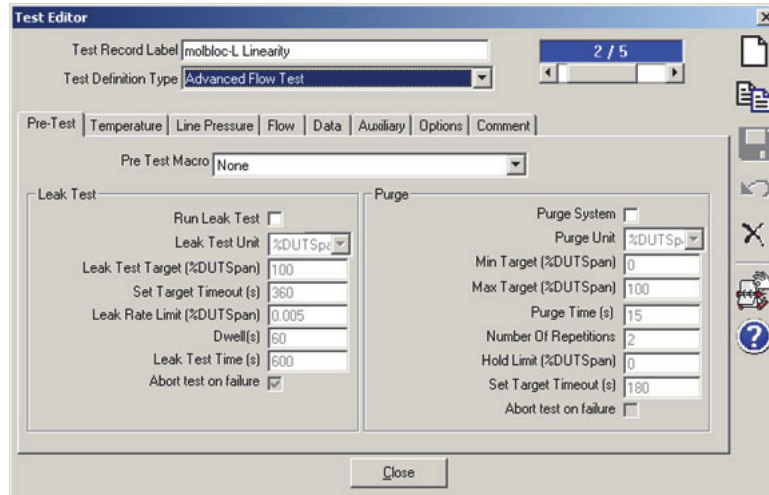 Test Editor
Test Record Label molbloc-L Linearity
2 / 5
Test Definition Type Advanced Flow Test
Pre-Test Temperature Line Pressure Flow Data Auxiliary Options Comment
Pre Test Macro None
Leak Test
Run Leak Test
Leak Test Unit %DUTSpa
Leak Test Target (%DUTSpan) 100
Set Target Timeout (s) 360
Leak Rate Limit (%DUTSpan) 0.005
Dwell(s) 60
Leak Test Time (s) 600
Abort test on failure
Purge
Purge System
Purge Unit %DUTSp
Min Target (%DUTSpan) 0
Max Target (%DUTSpan) 100
Purge Time (s) 15
Number Of Repetitions 2
Hold Limit (%DUTSpan) 0
Set Target Timeout (s) 180
Abort test on failure
Close